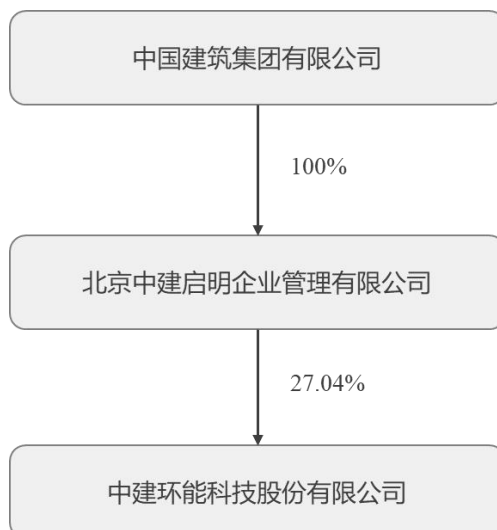 中国建筑集团有限公司
100%
北京中建启明企业管理有限公司
27.04%
中建环能科技股份有限公司